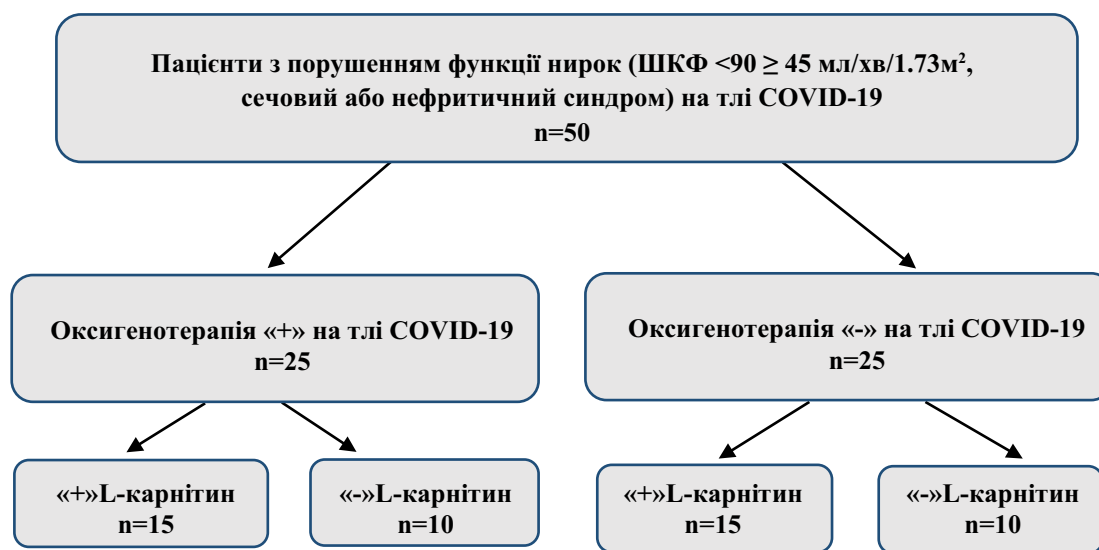 Пацієнти з порушенням функції нирок (ШКФ <90 ≥ 45 мл/хв/1.73м²,
сечовий або нефритичний синдром) на тлі COVID-19
n=50
Оксигенотерапія «+» на тлі COVID-19
n=25
Оксигенотерапія «-» на тлі COVID-19
n=25
«+»L-карнітин
n=15
«-»L-карнітин
n=10
«+»L-карнітин
n=15
«-»L-карнітин
n=10